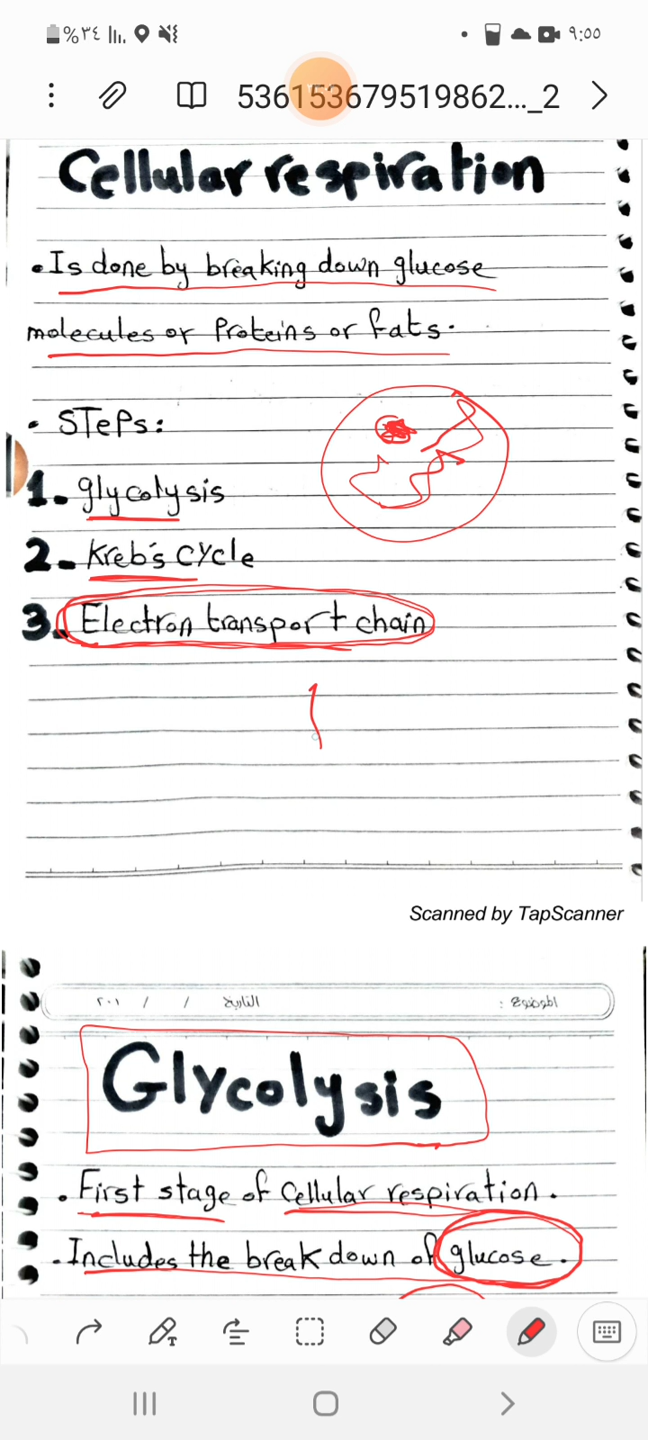 %٣٤ ٩:٥٥
536153679519862..._2
Cellular respiration
• Is done by breaking down glucose
molecules or Proteins or fats.
• STePs:
1- glycolysis
2- Kreb's cycle
3. Electron transport chain
Scanned by TapScanner
٢٠١ / / التاريخ الموضوع :
Glycolysis
• First stage of Cellular respiration.
• Includes the break down of glucose.